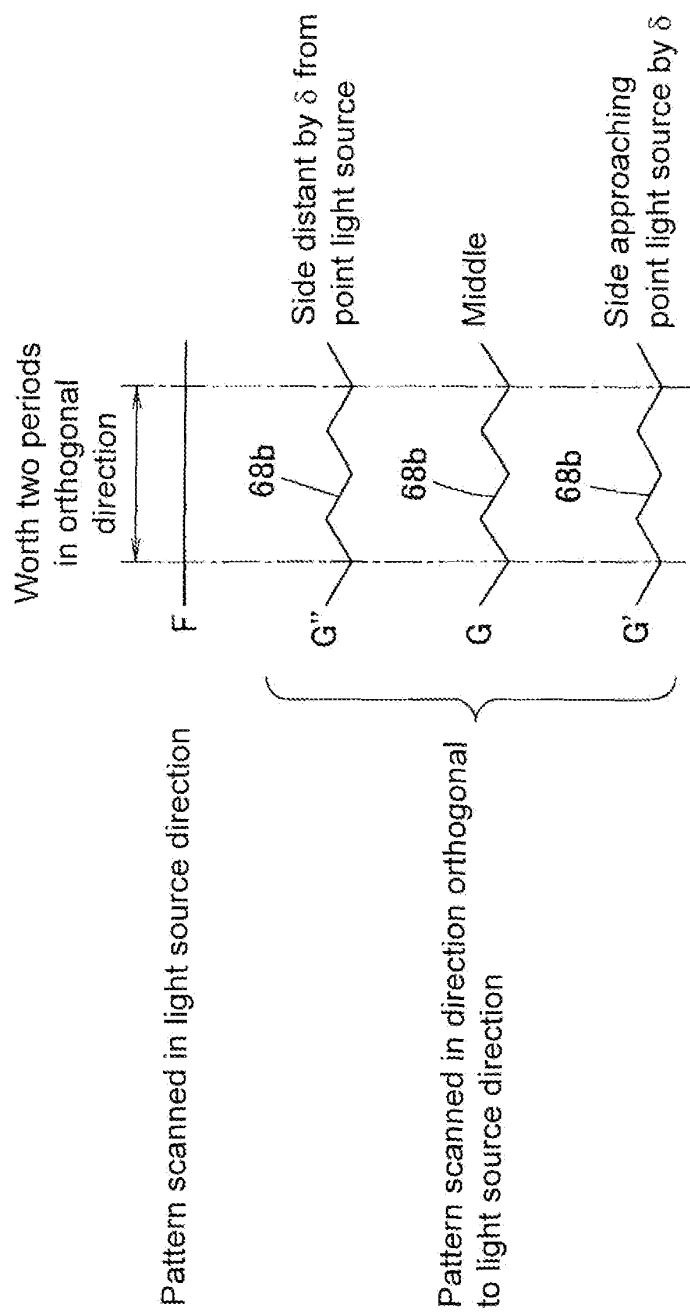 Worth two periods
in orthogonal
direction
Pattern scanned in light source direction
F
G"
68b
Side distant by δ from
point light source
Pattern scanned in direction orthogonal
to light source direction
G
68b
Middle
G'
68b
Side approaching
point light source by δ